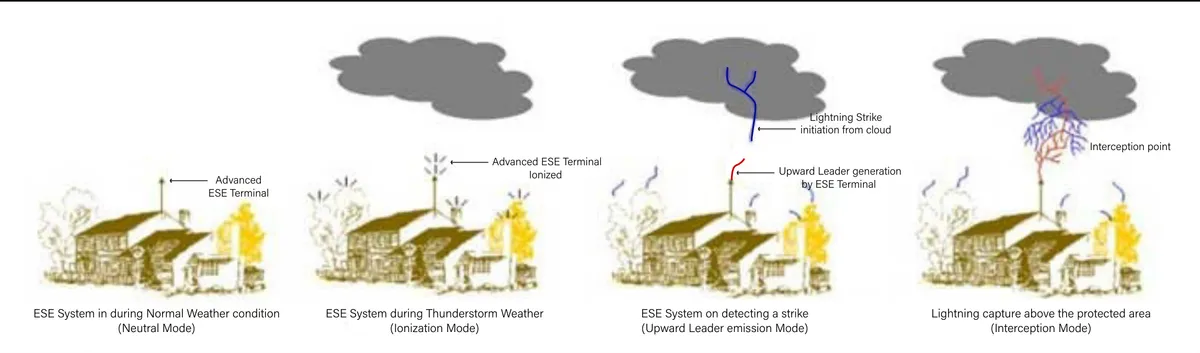 Advanced
ESE Terminal
ESE System in during Normal Weather condition
(Neutral Mode)
Advanced ESE Terminal
Ionized
ESE System during Thunderstorm Weather
(Ionization Mode)
Lightning Strike
initiation from cloud
Upward Leader generation
by ESE Terminal
ESE System on detecting a strike
(Upward Leader emission Mode)
Interception point
Lightning capture above the protected area
(Interception Mode)